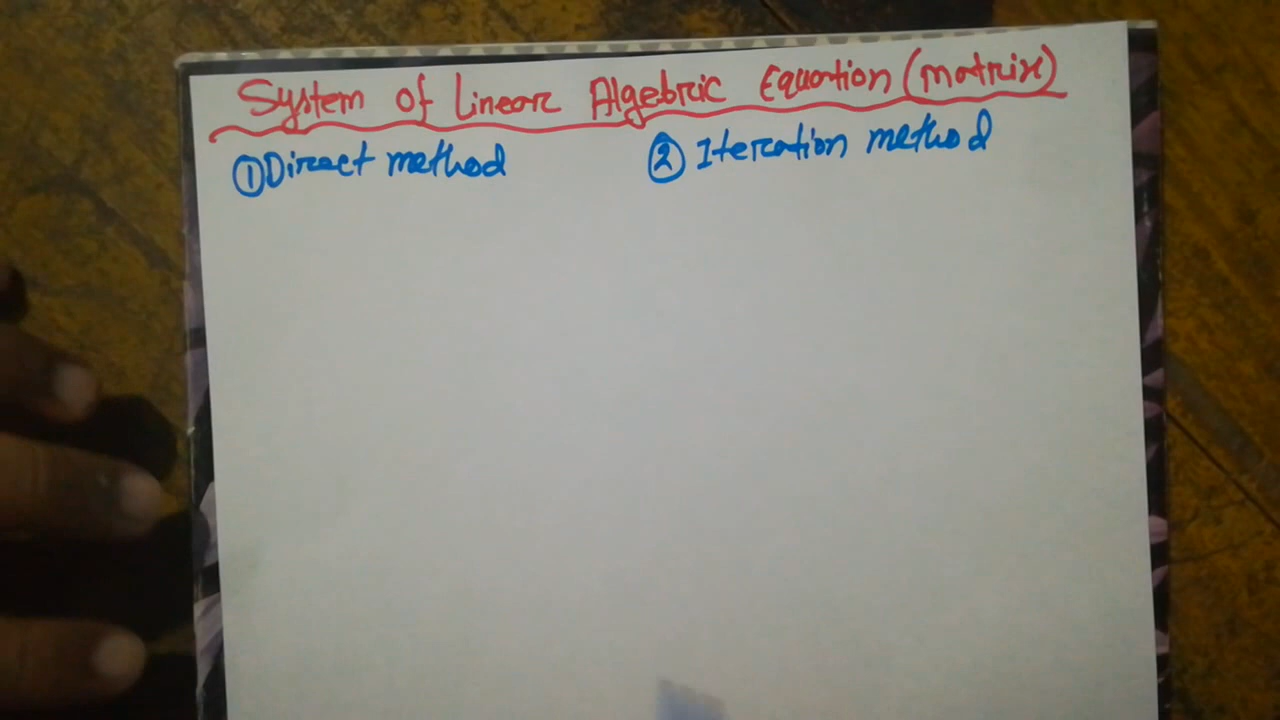 System of Linear Algebric Equation (matrix)
① Direct method ② Iteration method